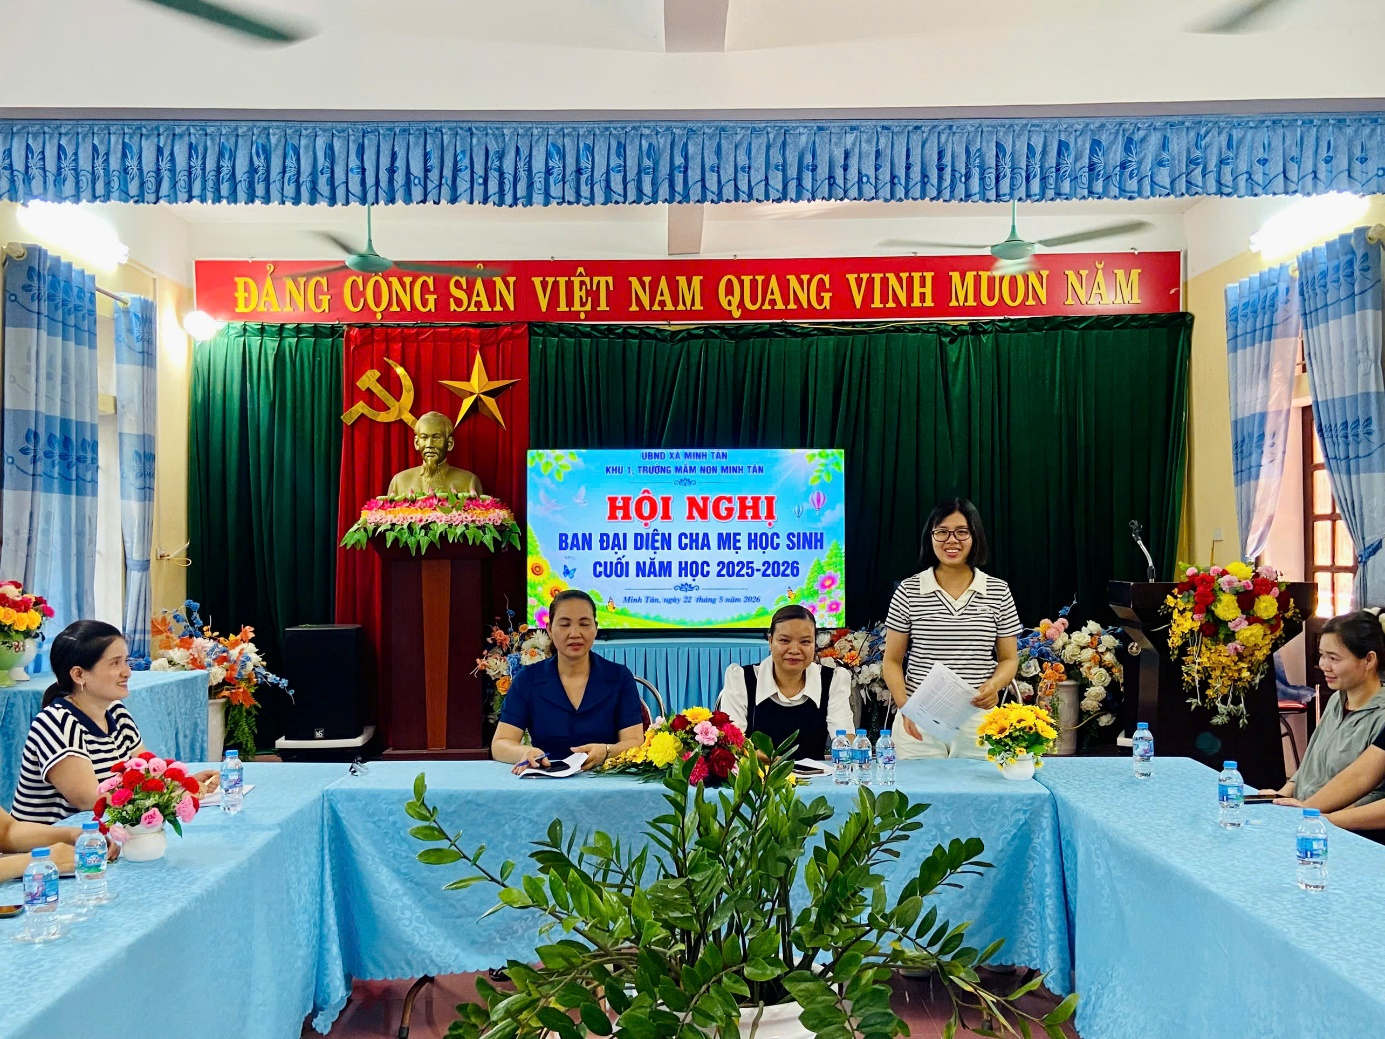 ĐẢNG CỘNG SẢN VIỆT NAM QUANG VINH MUÔN NĂM
UBND XÃ MINH TÂN
KHU 1, TRƯỜNG MẦM NON MINH TÂN
HỘI NGHỊ
BAN ĐẠI DIỆN CHA MẸ HỌC SINH
CUỐI NĂM HỌC 2025-2026
Minh Tân, ngày 22 tháng 5 năm 2026